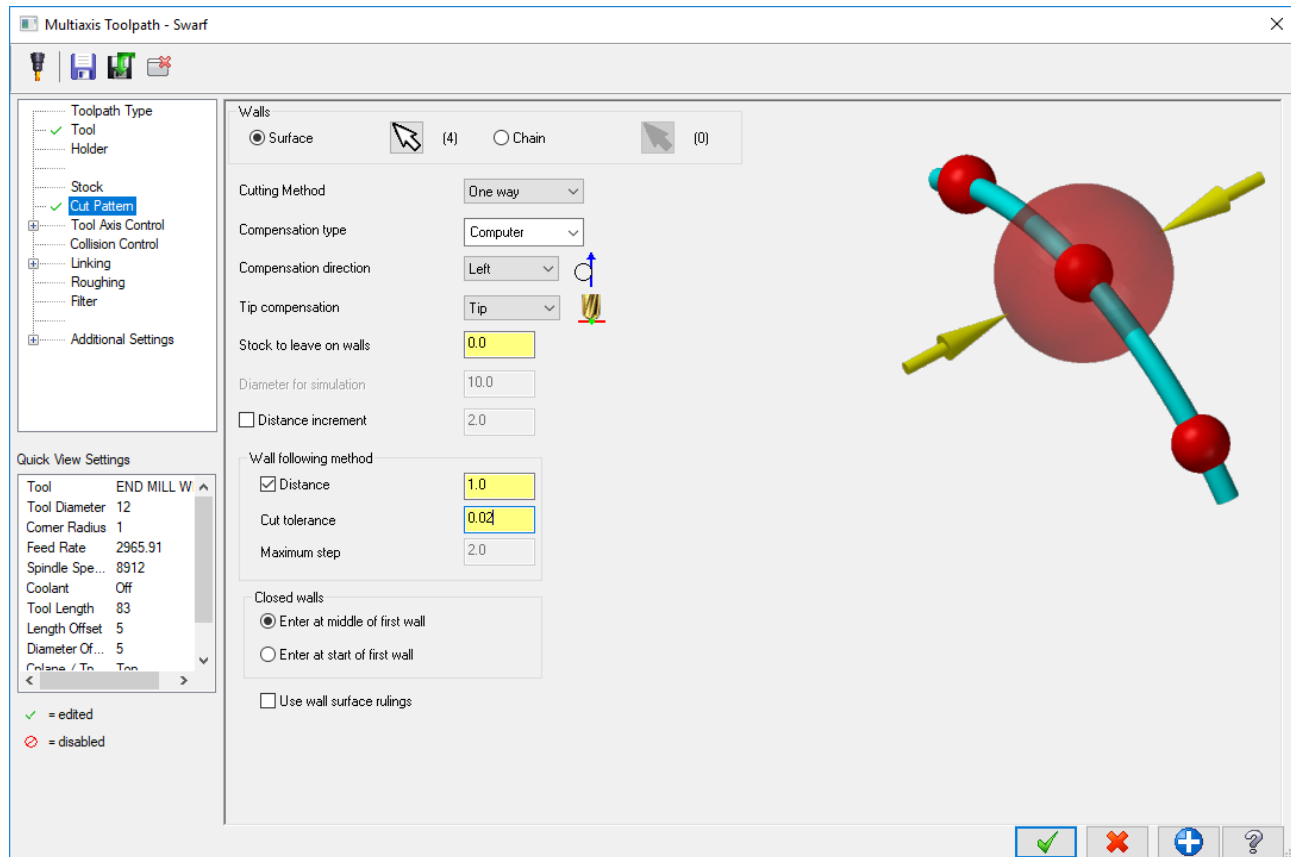 Multiaxis Toolpath - Swarf
Toolpath Type
Tool
Holder
Stock
Cut Pattern
Tool Axis Control
Collision Control
Linking
Roughing
Filter
Additional Settings
Quick View Settings
Tool END MILL W
Tool Diameter 12
Corner Radius 1
Feed Rate 2965.91
Spindle Spe... 8912
Coolant Off
Tool Length 83
Length Offset 5
Diameter Of... 5
Cplane / Tp Top
= edited
= disabled
Walls
Surface (4) Chain (0)
Cutting Method One way
Compensation type Computer
Compensation direction Left
Tip compensation Tip
Stock to leave on walls 0.0
Diameter for simulation 10.0
Distance increment 2.0
Wall following method
Distance 1.0
Cut tolerance 0.02
Maximum step 2.0
Closed walls
Enter at middle of first wall
Enter at start of first wall
Use wall surface rulings